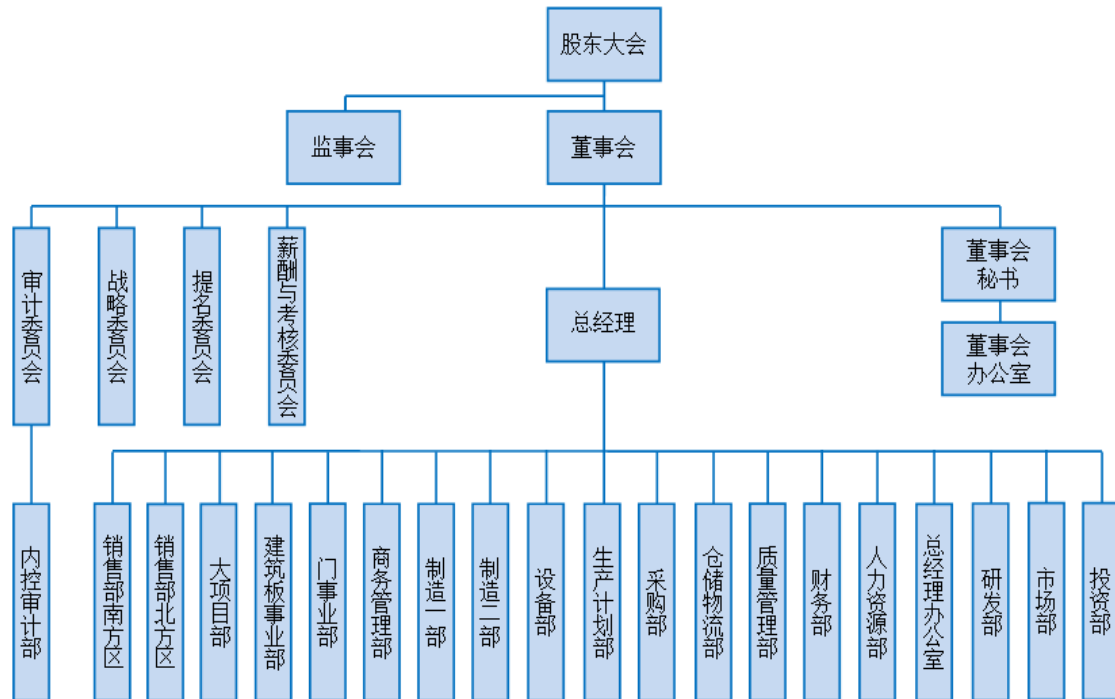 股东大会
监事会
董事会
审计委员会
战略委员会
提名委员会
薪酬与考核委员会
总经理
董事会
秘书
董事会
办公室
内控审计部
销售部南方区
销售部北方区
大项目部
建筑板事业部
门事业部
商务管理部
制造一部
制造二部
设备部
生产计划部
采购部
仓储物流部
质量管理部
财务部
人力资源部
总经理办公室
研发部
市场部
投资部